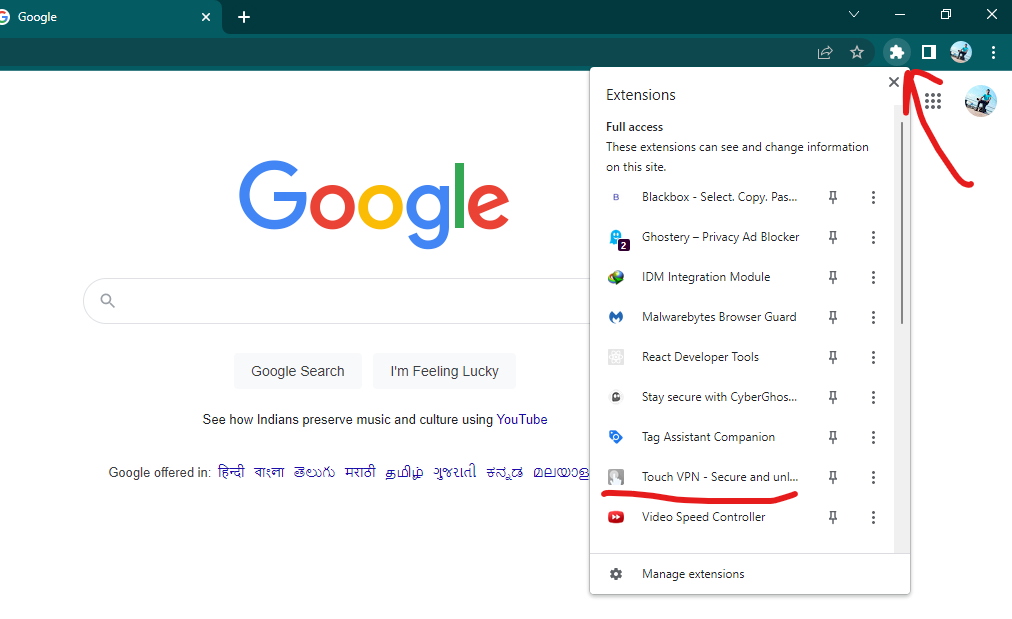 Google
Google
Google Search
I'm Feeling Lucky
See how Indians preserve music and culture using YouTube
Google offered in: हिन्दी বাংলা తెలుగు मराठी தமிழ் ગુજરાતી ಕನ್ನಡ മലയാള
Extensions
Full access
These extensions can see and change information
on this site.
B
Blackbox - Select. Copy. Pas...
2
Ghostery – Privacy Ad Blocker
IDM Integration Module
Malwarebytes Browser Guard
React Developer Tools
Stay secure with CyberGhos...
Tag Assistant Companion
Touch VPN - Secure and unl...
Video Speed Controller
Manage extensions